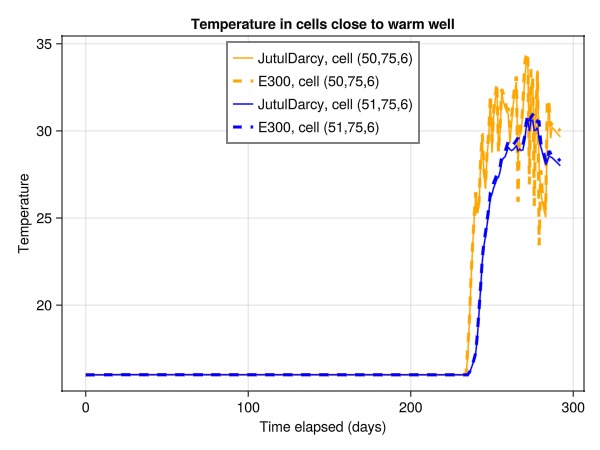 Temperature in cells close to warm well
35
30
25
20
Temperature
JutulDarcy, cell (50,75,6)
E300, cell (50,75,6)
JutulDarcy, cell (51,75,6)
E300, cell (51,75,6)
0
100
200
300
Time elapsed (days)